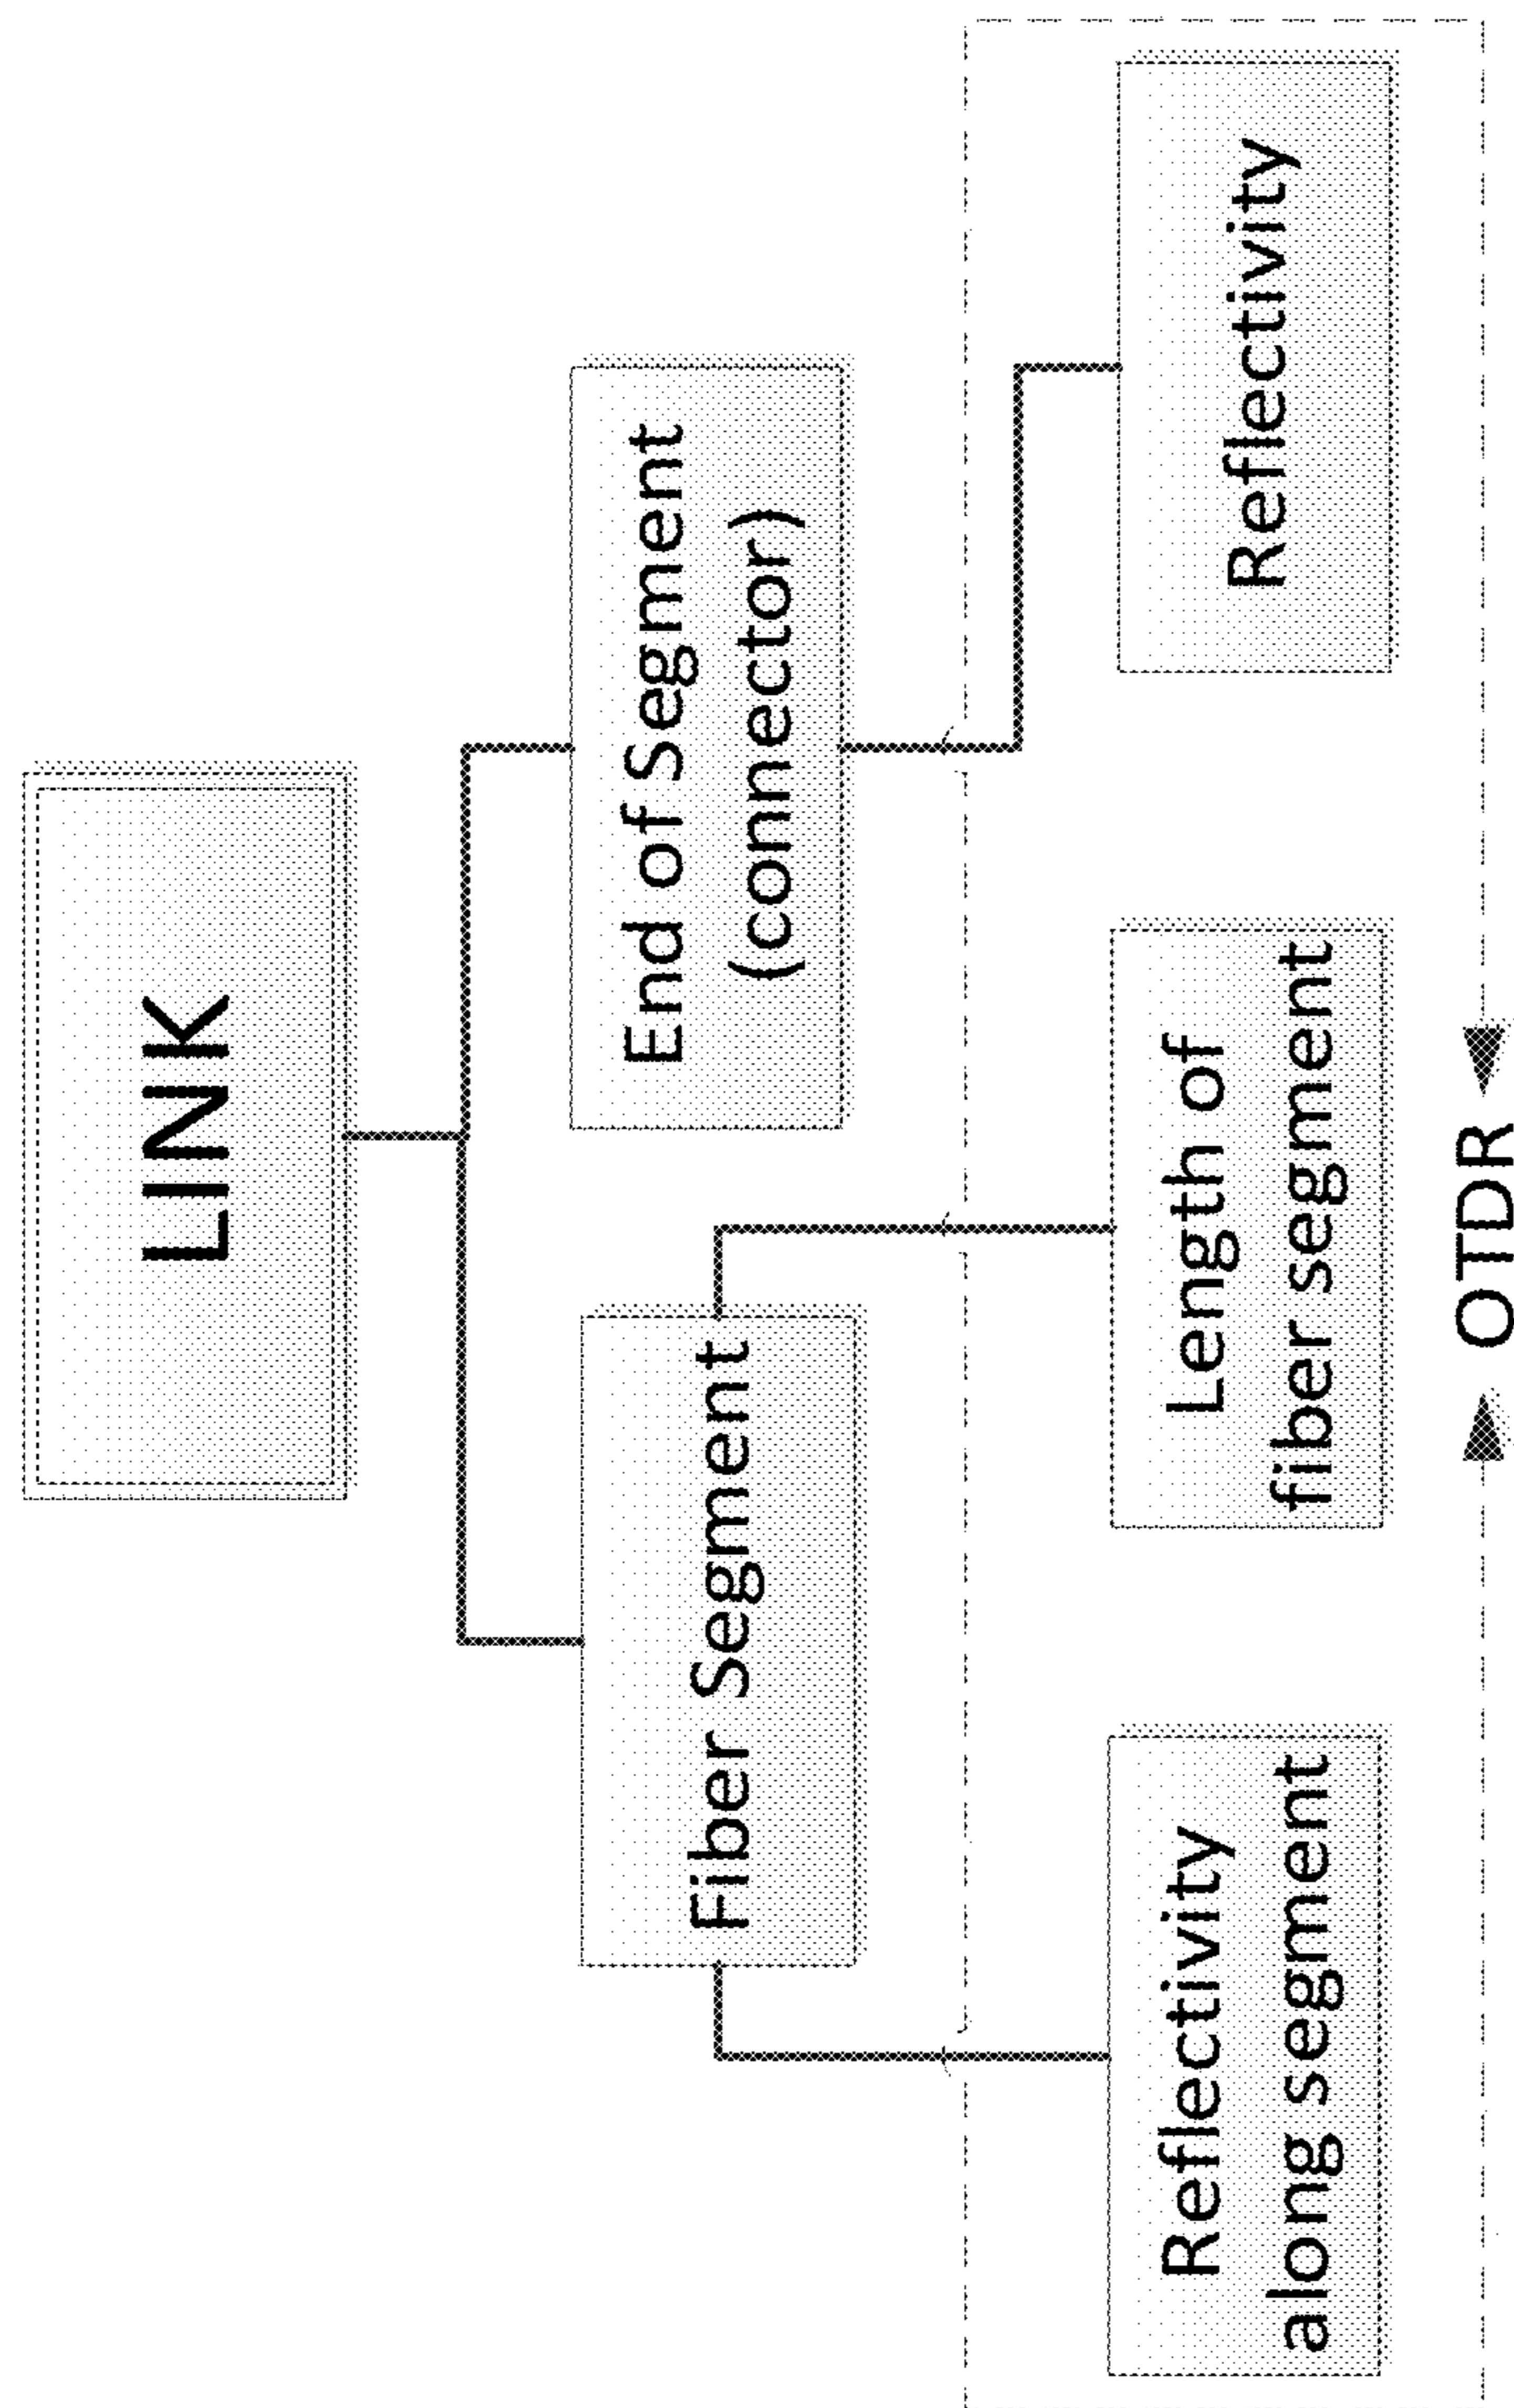 LINK
Fiber Segment
End of Segment
(connector)
Reflectivity
along segment
Length of
fiber segment
Reflectivity
OTDR